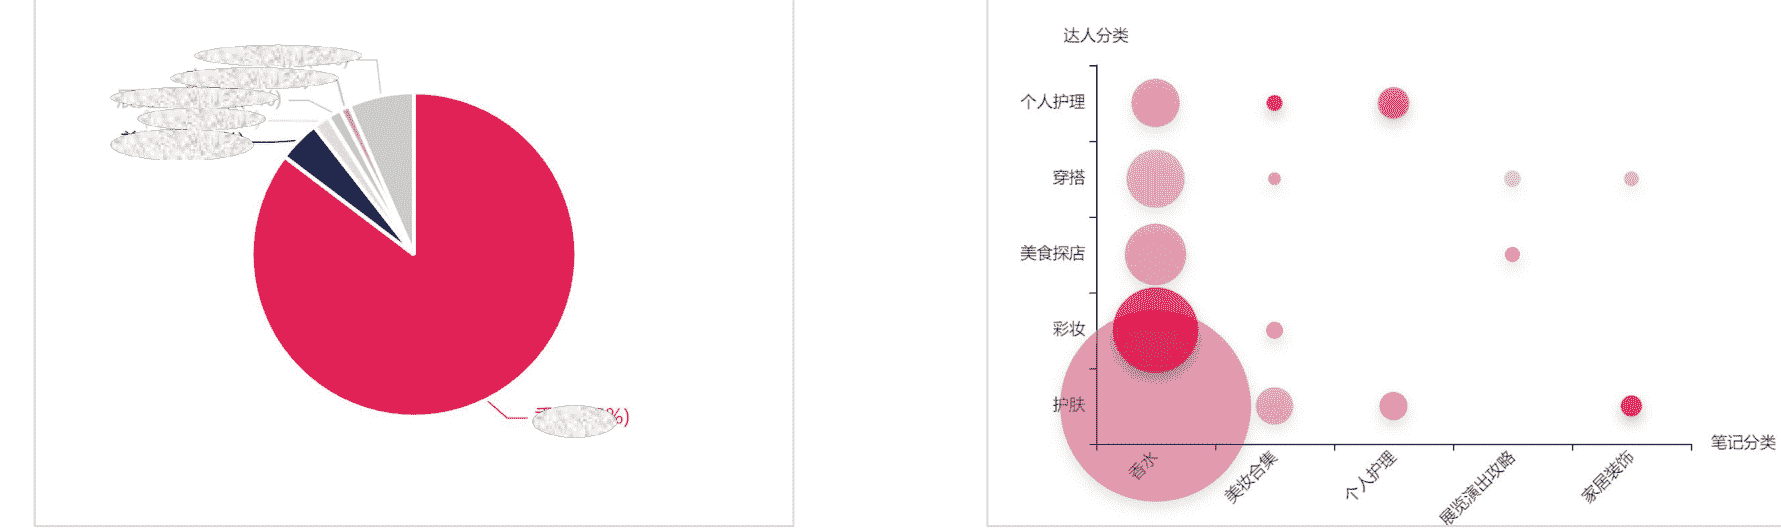 %)
达人分类
个人护理
穿搭
美食探店
彩妆
护肤
笔记分类
香水
美妆合集
个人护理
展览演出攻略
家居装饰